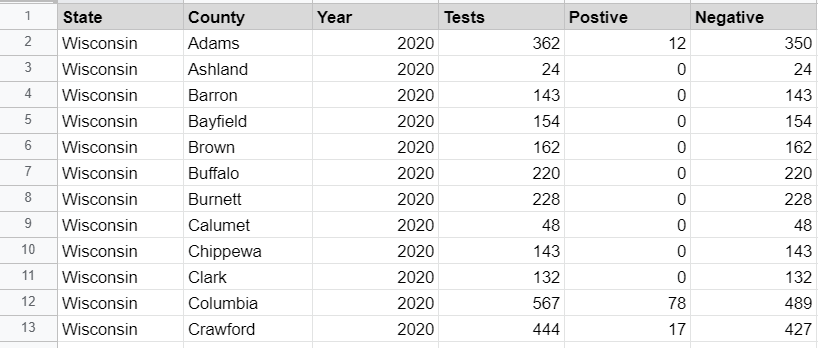 1 State County Year Tests Postive Negative
2 Wisconsin Adams 2020 362 12 350
3 Wisconsin Ashland 2020 24 0 24
4 Wisconsin Barron 2020 143 0 143
5 Wisconsin Bayfield 2020 154 0 154
6 Wisconsin Brown 2020 162 0 162
7 Wisconsin Buffalo 2020 220 0 220
8 Wisconsin Burnett 2020 228 0 228
9 Wisconsin Calumet 2020 48 0 48
10 Wisconsin Chippewa 2020 143 0 143
11 Wisconsin Clark 2020 132 0 132
12 Wisconsin Columbia 2020 567 78 489
13 Wisconsin Crawford 2020 444 17 427